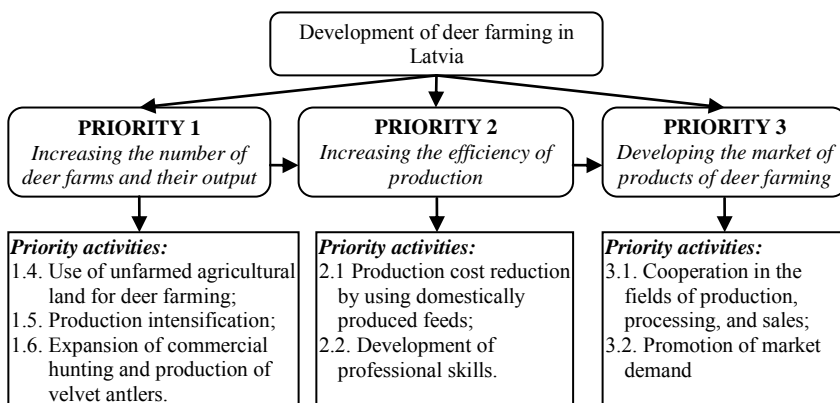 Development of deer farming in
Latvia
PRIORITY 1
Increasing the number of
deer farms and their output
PRIORITY 2
Increasing the efficiency of
production
PRIORITY 3
Developing the market of
products of deer farming
Priority activities:
1.4. Use of unfarmed agricultural
land for deer farming;
1.5. Production intensification;
1.6. Expansion of commercial
hunting and production of
velvet antlers.
Priority activities:
2.1 Production cost reduction
by using domestically
produced feeds;
2.2. Development of
professional skills.
Priority activities:
3.1. Cooperation in the
fields of production,
processing, and sales;
3.2. Promotion of market
demand